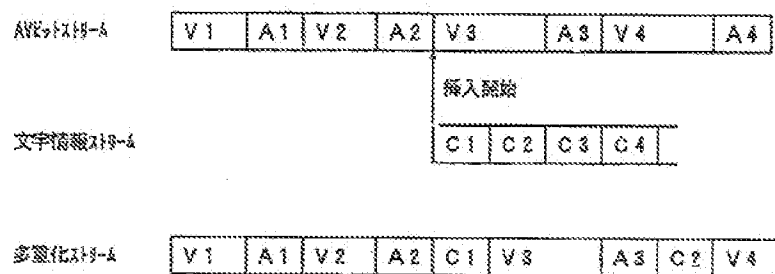 AVビットストリーム V1 A1 V2 A2 V3 A3 V4 A4
挿入開始
文字情報ストリーム C1 C2 C3 C4
多重化ストリーム V1 A1 V2 A2 C1 V3 A3 C2 V4